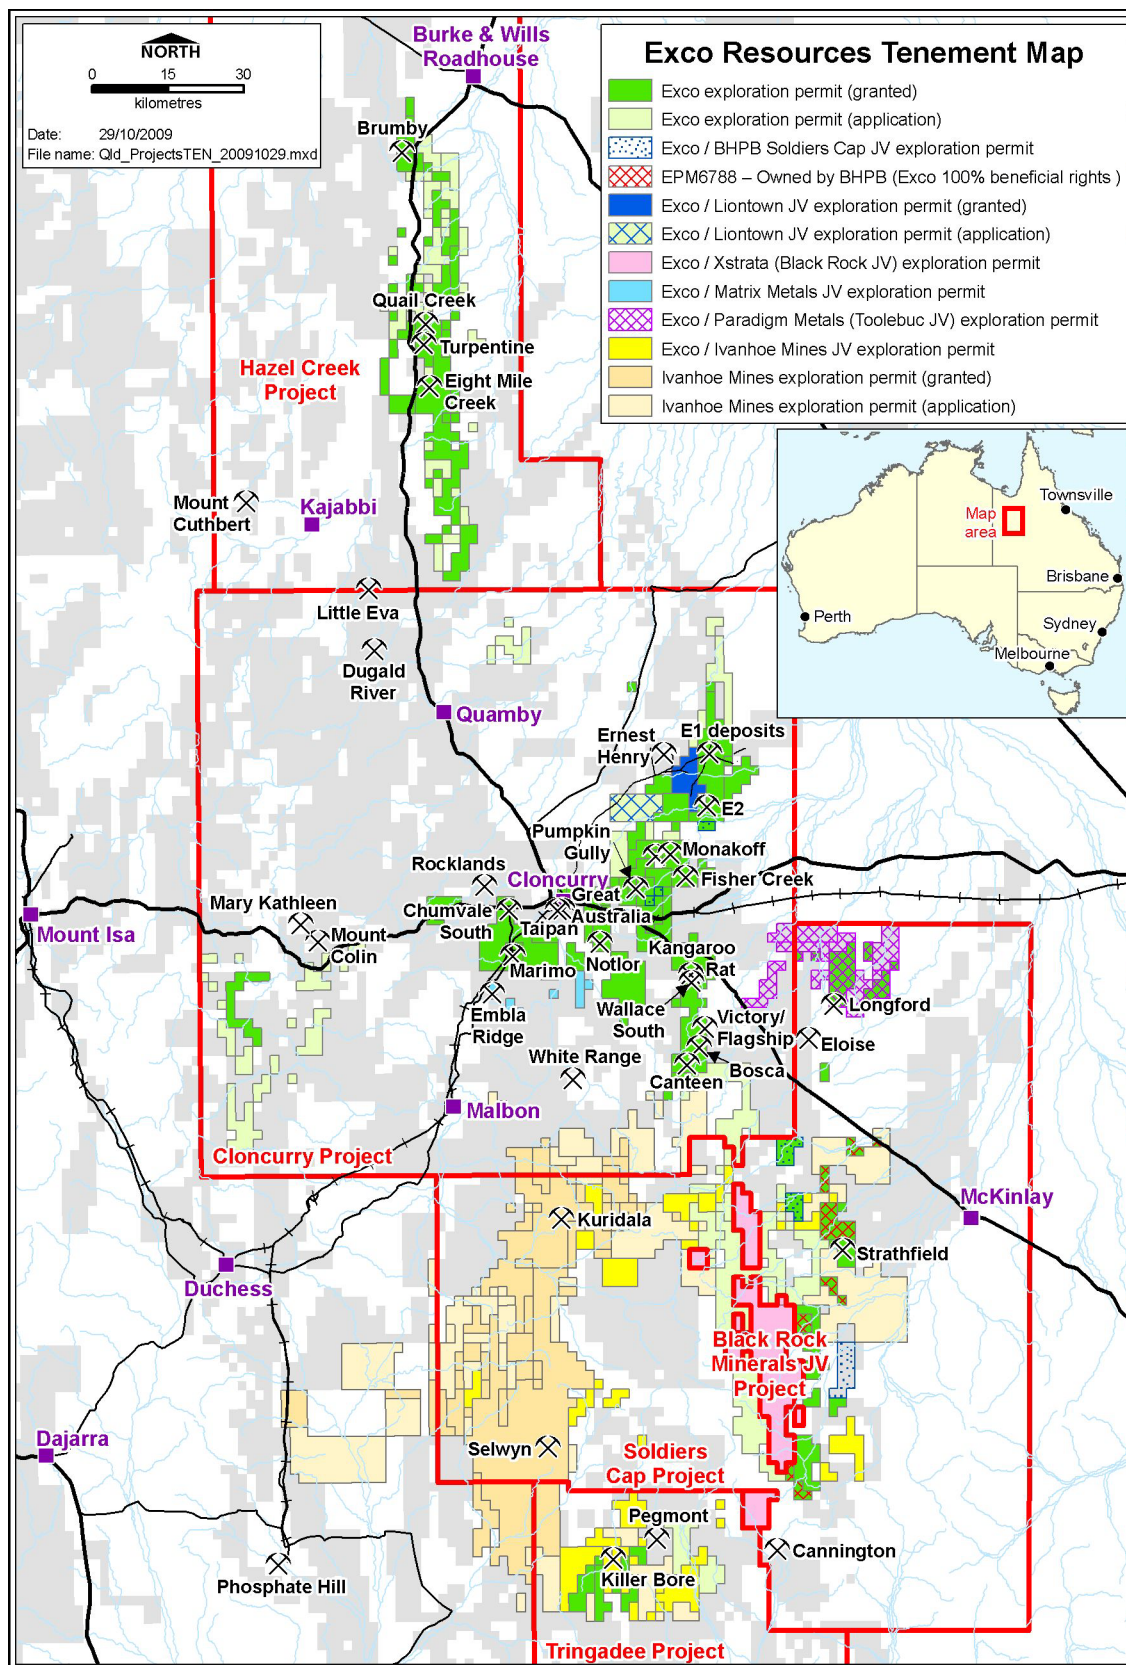 NORTH
0 15 30
kilometres
Date: 29/10/2009
File name: Qld_ProjectsTEN_20091029.mxd
Exco Resources Tenement Map
Exco exploration permit (granted)
Exco exploration permit (application)
Exco / BHPB Soldiers Cap JV exploration permit
EPM6788 – Owned by BHPB (Exco 100% beneficial rights )
Exco / Liontown JV exploration permit (granted)
Exco / Liontown JV exploration permit (application)
Exco / Xstrata (Black Rock JV) exploration permit
Exco / Matrix Metals JV exploration permit
Exco / Paradigm Metals (Toolebuc JV) exploration permit
Exco / Ivanhoe Mines JV exploration permit
Ivanhoe Mines exploration permit (granted)
Ivanhoe Mines exploration permit (application)
Map
area
Townsville
Brisbane
Perth
Sydney
Melbourne
Burke & Wills
Roadhouse
Brumby
Quail Creek
Turpentine
Hazel Creek
Project
Eight Mile
Creek
Mount
Cuthbert
Kajabbi
Little Eva
Dugald
River
Quamby
Ernest
Henry
E1 deposits
E2
Pumpkin
Gully
Monakoff
Rocklands
Cloncurry
Fisher Creek
Great
Australia
Mary Kathleen
Chumvale
South
Taipan
Mount Isa
Mount
Colin
Marimo
Notlor
Kangaroo
Rat
Embla
Ridge
Wallace
South
Longford
Victory/
Flagship
Eloise
White Range
Bosca
Canteen
Malbon
Cloncurry Project
McKinlay
Kuridala
Strathfield
Duchess
Black Rock
Minerals JV
Project
Dajarra
Selwyn
Soldiers
Cap Project
Pegmont
Cannington
Phosphate Hill
Killer Bore
Tringadee Project